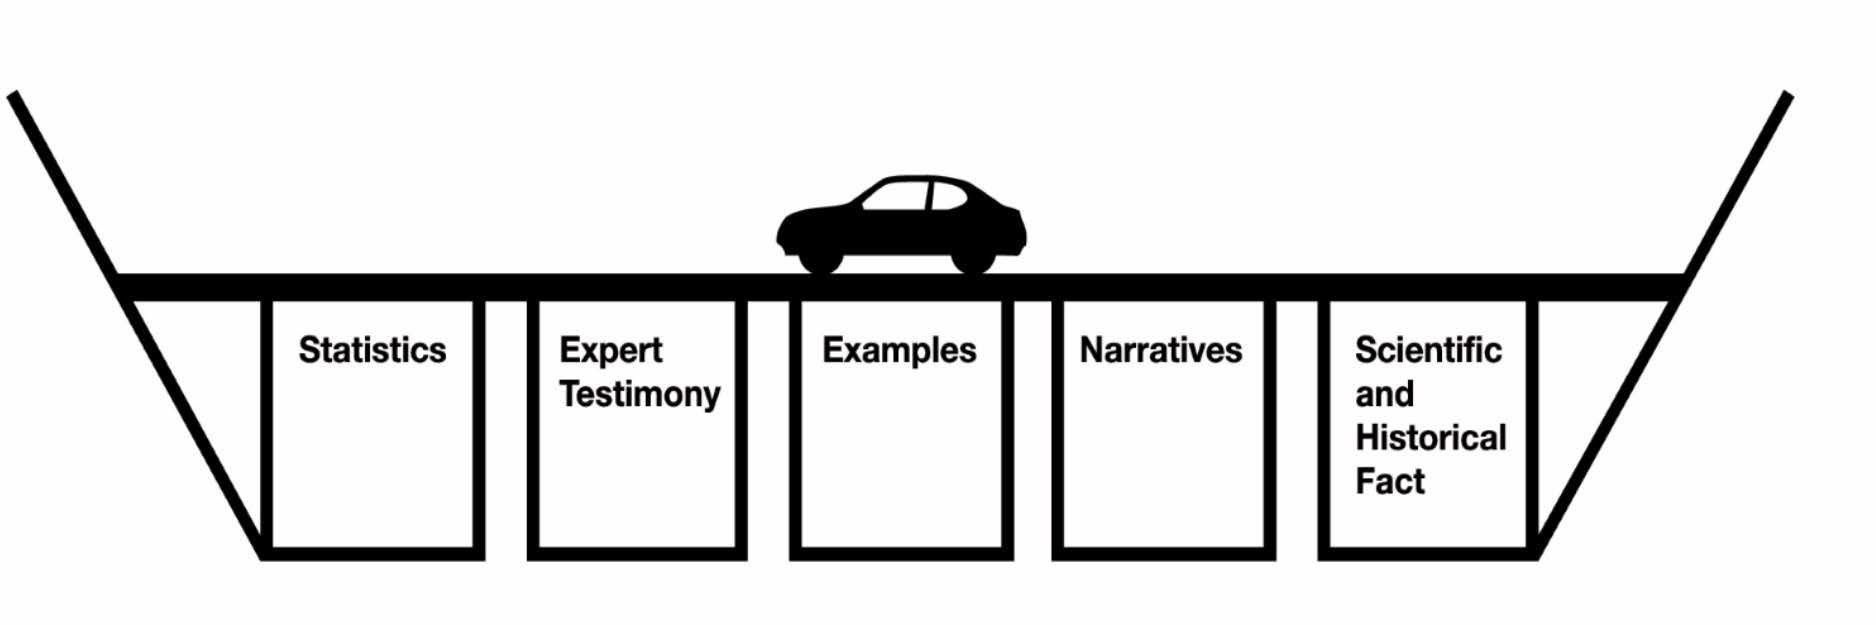 Statistics
Expert
Testimony
Examples
Narratives
Scientific
and
Historical
Fact